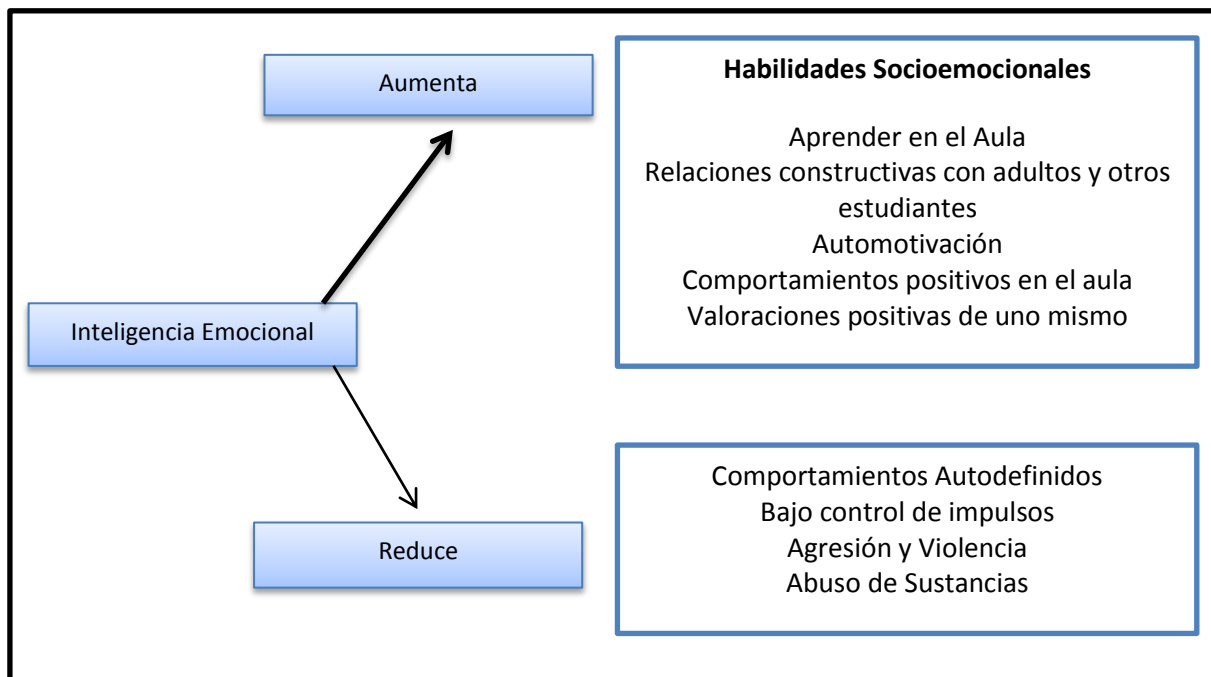 Aumenta
Habilidades Socioemocionales
Aprender en el Aula
Relaciones constructivas con adultos y otros
estudiantes
Automotivación
Comportamientos positivos en el aula
Valoraciones positivas de uno mismo
Inteligencia Emocional
Comportamientos Autodefinidos
Bajo control de impulsos
Agresión y Violencia
Abuso de Sustancias
Reduce